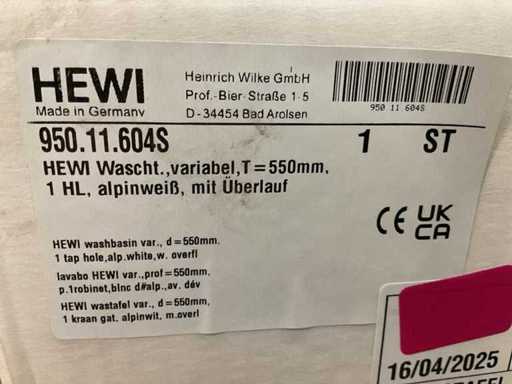 HEWI
Made in Germany
Heinrich Wilke GmbH
Prof.-Bier-Straße 1-5
D-34454 Bad Arolsen
950.11.604S
950.11.604S
1 ST
HEWI Wascht.,variabel,T=550mm,
1 HL, alpinweiß, mit Überlauf
CE UK CA
HEWI washbasin var., d=550mm,
1 tap hole,alp.white,w. overfl
lavabo HEWI var.,prof=550mm,
p.1robinet,blnc d#alp.,av. dév
HEWI wastafel var., d=550mm,
1 kraan gat, alpinwit, m.overl
16/04/2025